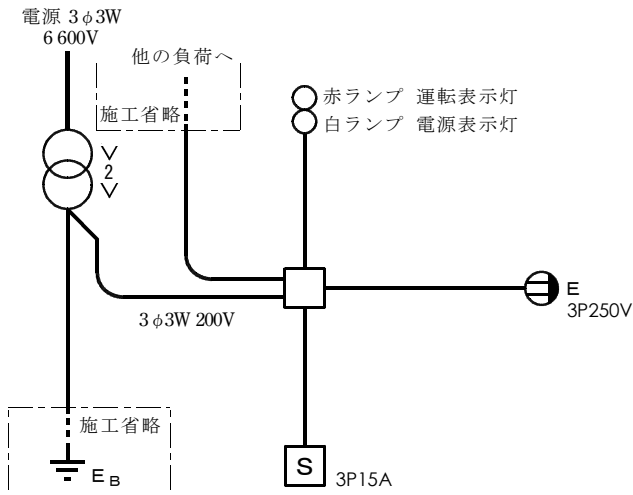 電源 3φ3W
6 600V
他の負荷へ
施工省略
赤ランプ 運転表示灯
白ランプ 電源表示灯
2
3φ3W 200V
E
3P250V
施工省略
EB
S
3P15A